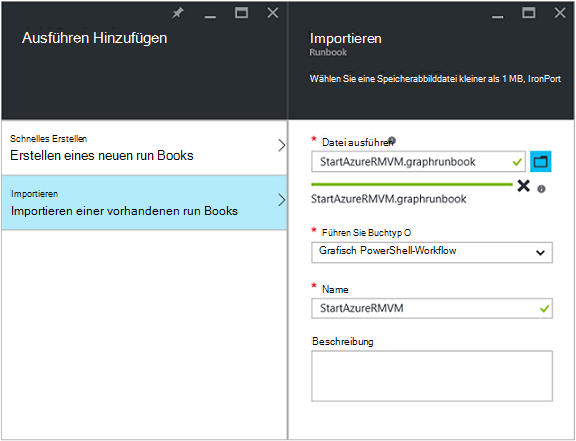 Ausführen Hinzufügen
Schnelles Erstellen
Erstellen eines neuen run Books
Importieren
Importieren einer vorhandenen run Books
Importieren
Runbook
Wählen Sie eine Speicherabbilddatei kleiner als 1 MB, IronPort
* Datei ausführen
StartAzureRMVM.graphrunbook
StartAzureRMVM.graphrunbook
* Führen Sie Buchtyp O
Grafisch PowerShell-Workflow
* Name
StartAzureRMVM
Beschreibung